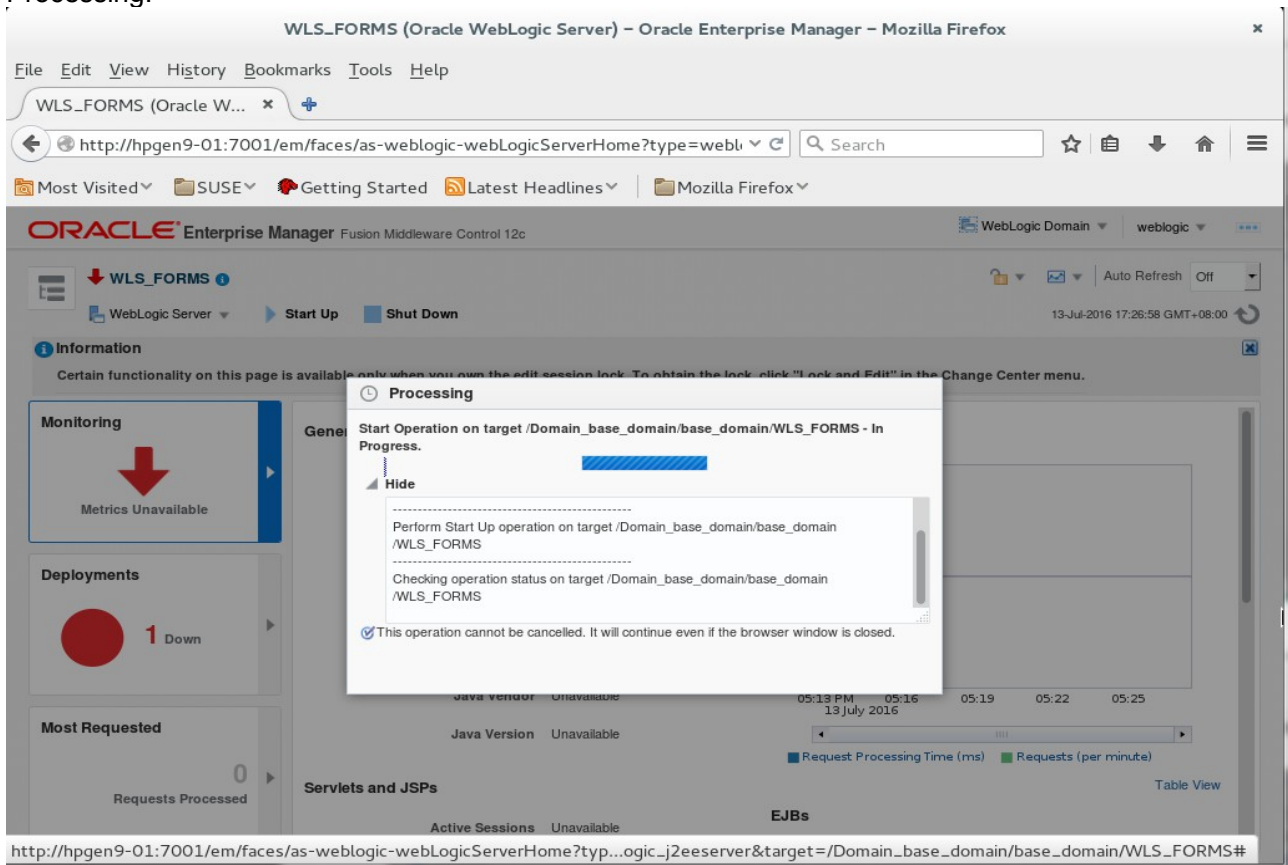 Processing.
WLS_FORMS (Oracle WebLogic Server) – Oracle Enterprise Manager – Mozilla Firefox ×
File Edit View History Bookmarks Tools Help
WLS_FORMS (Oracle W... ×
http://hpgen9-01:7001/em/faces/as-weblogic-webLogicServerHome?type=webl Search
Most Visited SUSE Getting Started Latest Headlines Mozilla Firefox
ORACLE Enterprise Manager Fusion Middleware Control 12c WebLogic Domain weblogic
WLS_FORMS Auto Refresh Off
WebLogic Server Start Up Shut Down 13-Jul-2016 17:26:58 GMT+08:00
Information
Certain functionality on this page is available only when you own the edit session lock. To obtain the lock, click "Lock and Edit" in the Change Center menu.
Processing
Start Operation on target /Domain_base_domain/base_domain/WLS_FORMS - In
Progress.
Hide
-----------------------------------------------
Perform Start Up operation on target /Domain_base_domain/base_domain
/WLS_FORMS
-----------------------------------------------
Checking operation status on target /Domain_base_domain/base_domain
/WLS_FORMS
This operation cannot be cancelled. It will continue even if the browser window is closed.
Monitoring
Metrics Unavailable
Deployments
1 Down
Most Requested
0
Requests Processed
Gene
Java Vendor Unavailable
Java Version Unavailable
05:13 PM 05:16 05:19 05:22 05:25
13 July 2016
Request Processing Time (ms) Requests (per minute)
Table View
Servlets and JSPs
Active Sessions Unavailable
EJBs
http://hpgen9-01:7001/em/faces/as-weblogic-webLogicServerHome?typ...ogic_j2eeserver&target=/Domain_base_domain/base_domain/WLS_FORMS#